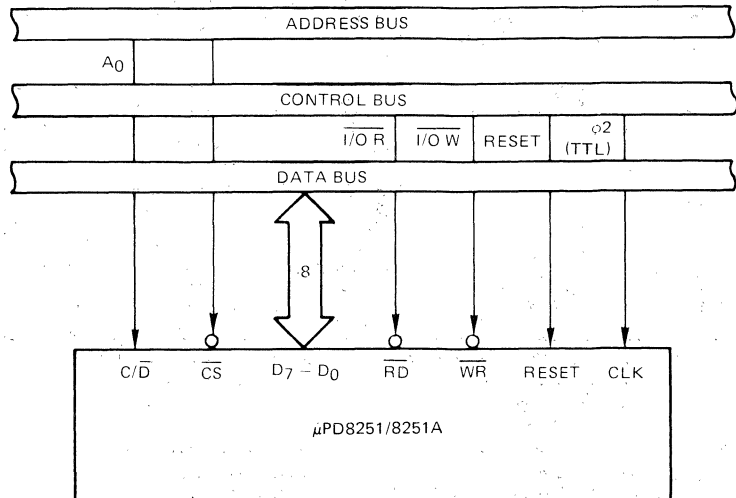 ADDRESS BUS
A0
CONTROL BUS
I/O R I/O W RESET φ2 (TTL)
DATA BUS
8
C/D CS D7 – D0 RD WR RESET CLK
μPD8251/8251A